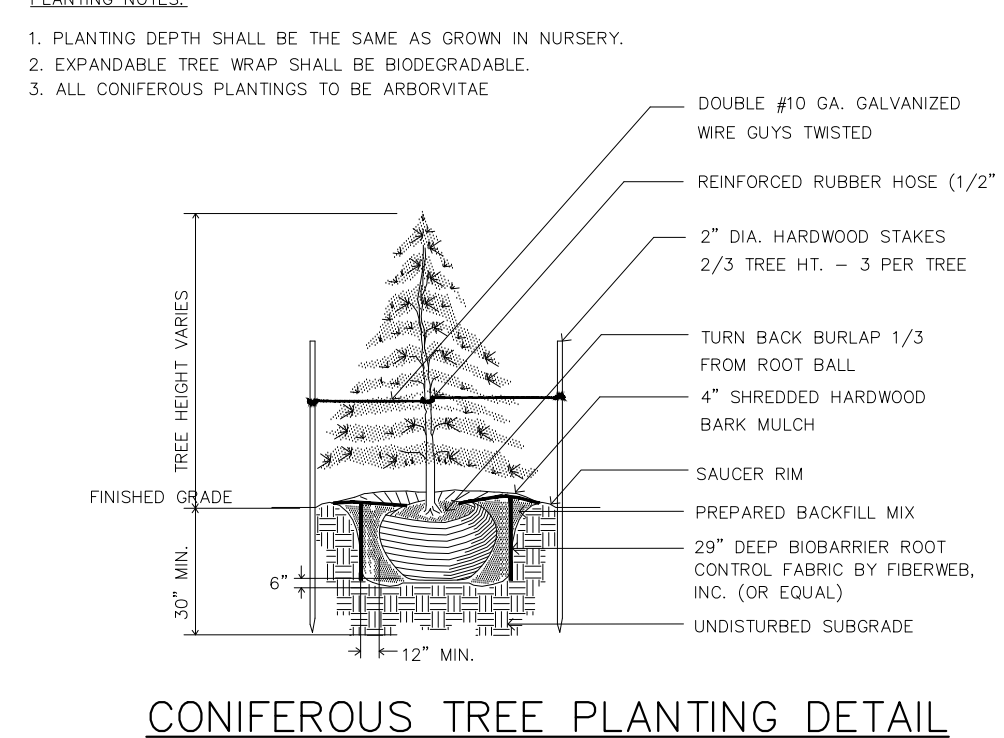 PLANTING NOTES:
1. PLANTING DEPTH SHALL BE THE SAME AS GROWN IN NURSERY.
2. EXPANDABLE TREE WRAP SHALL BE BIODEGRADABLE.
3. ALL CONIFEROUS PLANTINGS TO BE ARBORVITAE
DOUBLE #10 GA. GALVANIZED
WIRE GUYS TWISTED
REINFORCED RUBBER HOSE (1/2"
2" DIA. HARDWOOD STAKES
2/3 TREE HT. – 3 PER TREE
TURN BACK BURLAP 1/3
FROM ROOT BALL
4" SHREDDED HARDWOOD
BARK MULCH
SAUCER RIM
PREPARED BACKFILL MIX
29" DEEP BIOBARRIER ROOT
CONTROL FABRIC BY FIBERWEB,
INC. (OR EQUAL)
UNDISTURBED SUBGRADE
TREE HEIGHT VARIES
FINISHED GRADE
30" MIN.
6"
12" MIN.
CONIFEROUS TREE PLANTING DETAIL